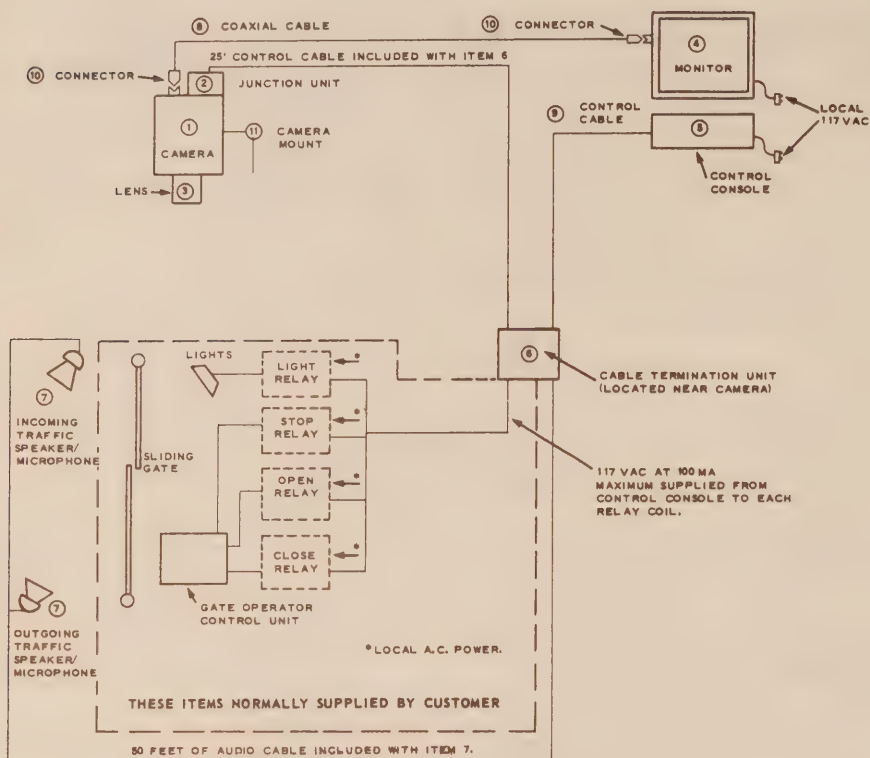 ⑧ COAXIAL CABLE
⑩ CONNECTOR
25' CONTROL CABLE INCLUDED WITH ITEM 6
④
MONITOR
⑩ CONNECTOR
②
JUNCTION UNIT
①
CAMERA
⑪ CAMERA
MOUNT
LENS
③
⑨ CONTROL
CABLE
LOCAL
117 VAC
⑤
CONTROL
CONSOLE
⑥
CABLE TERMINATION UNIT
(LOCATED NEAR CAMERA)
LIGHTS
LIGHT
RELAY
*
⑦
INCOMING
TRAFFIC
SPEAKER/
MICROPHONE
STOP
RELAY
*
SLIDING
GATE
OPEN
RELAY
*
117 VAC AT 100 MA
MAXIMUM SUPPLIED FROM
CONTROL CONSOLE TO EACH
RELAY COIL.
CLOSE
RELAY
*
GATE OPERATOR
CONTROL UNIT
⑦
OUTGOING
TRAFFIC
SPEAKER/
MICROPHONE
* LOCAL A.C. POWER.
THESE ITEMS NORMALLY SUPPLIED BY CUSTOMER
50 FEET OF AUDIO CABLE INCLUDED WITH ITEM 7.